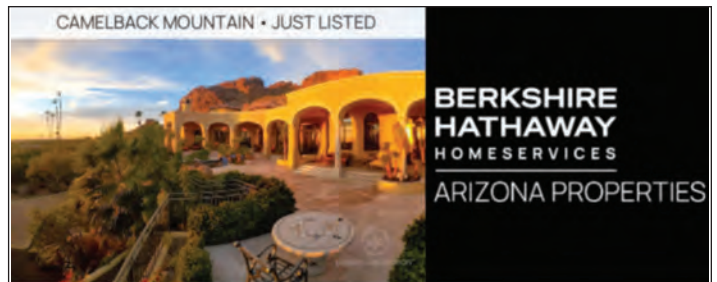 CAMELBACK MOUNTAIN • JUST LISTED
BERKSHIRE
HATHAWAY
HOMESERVICES
ARIZONA PROPERTIES